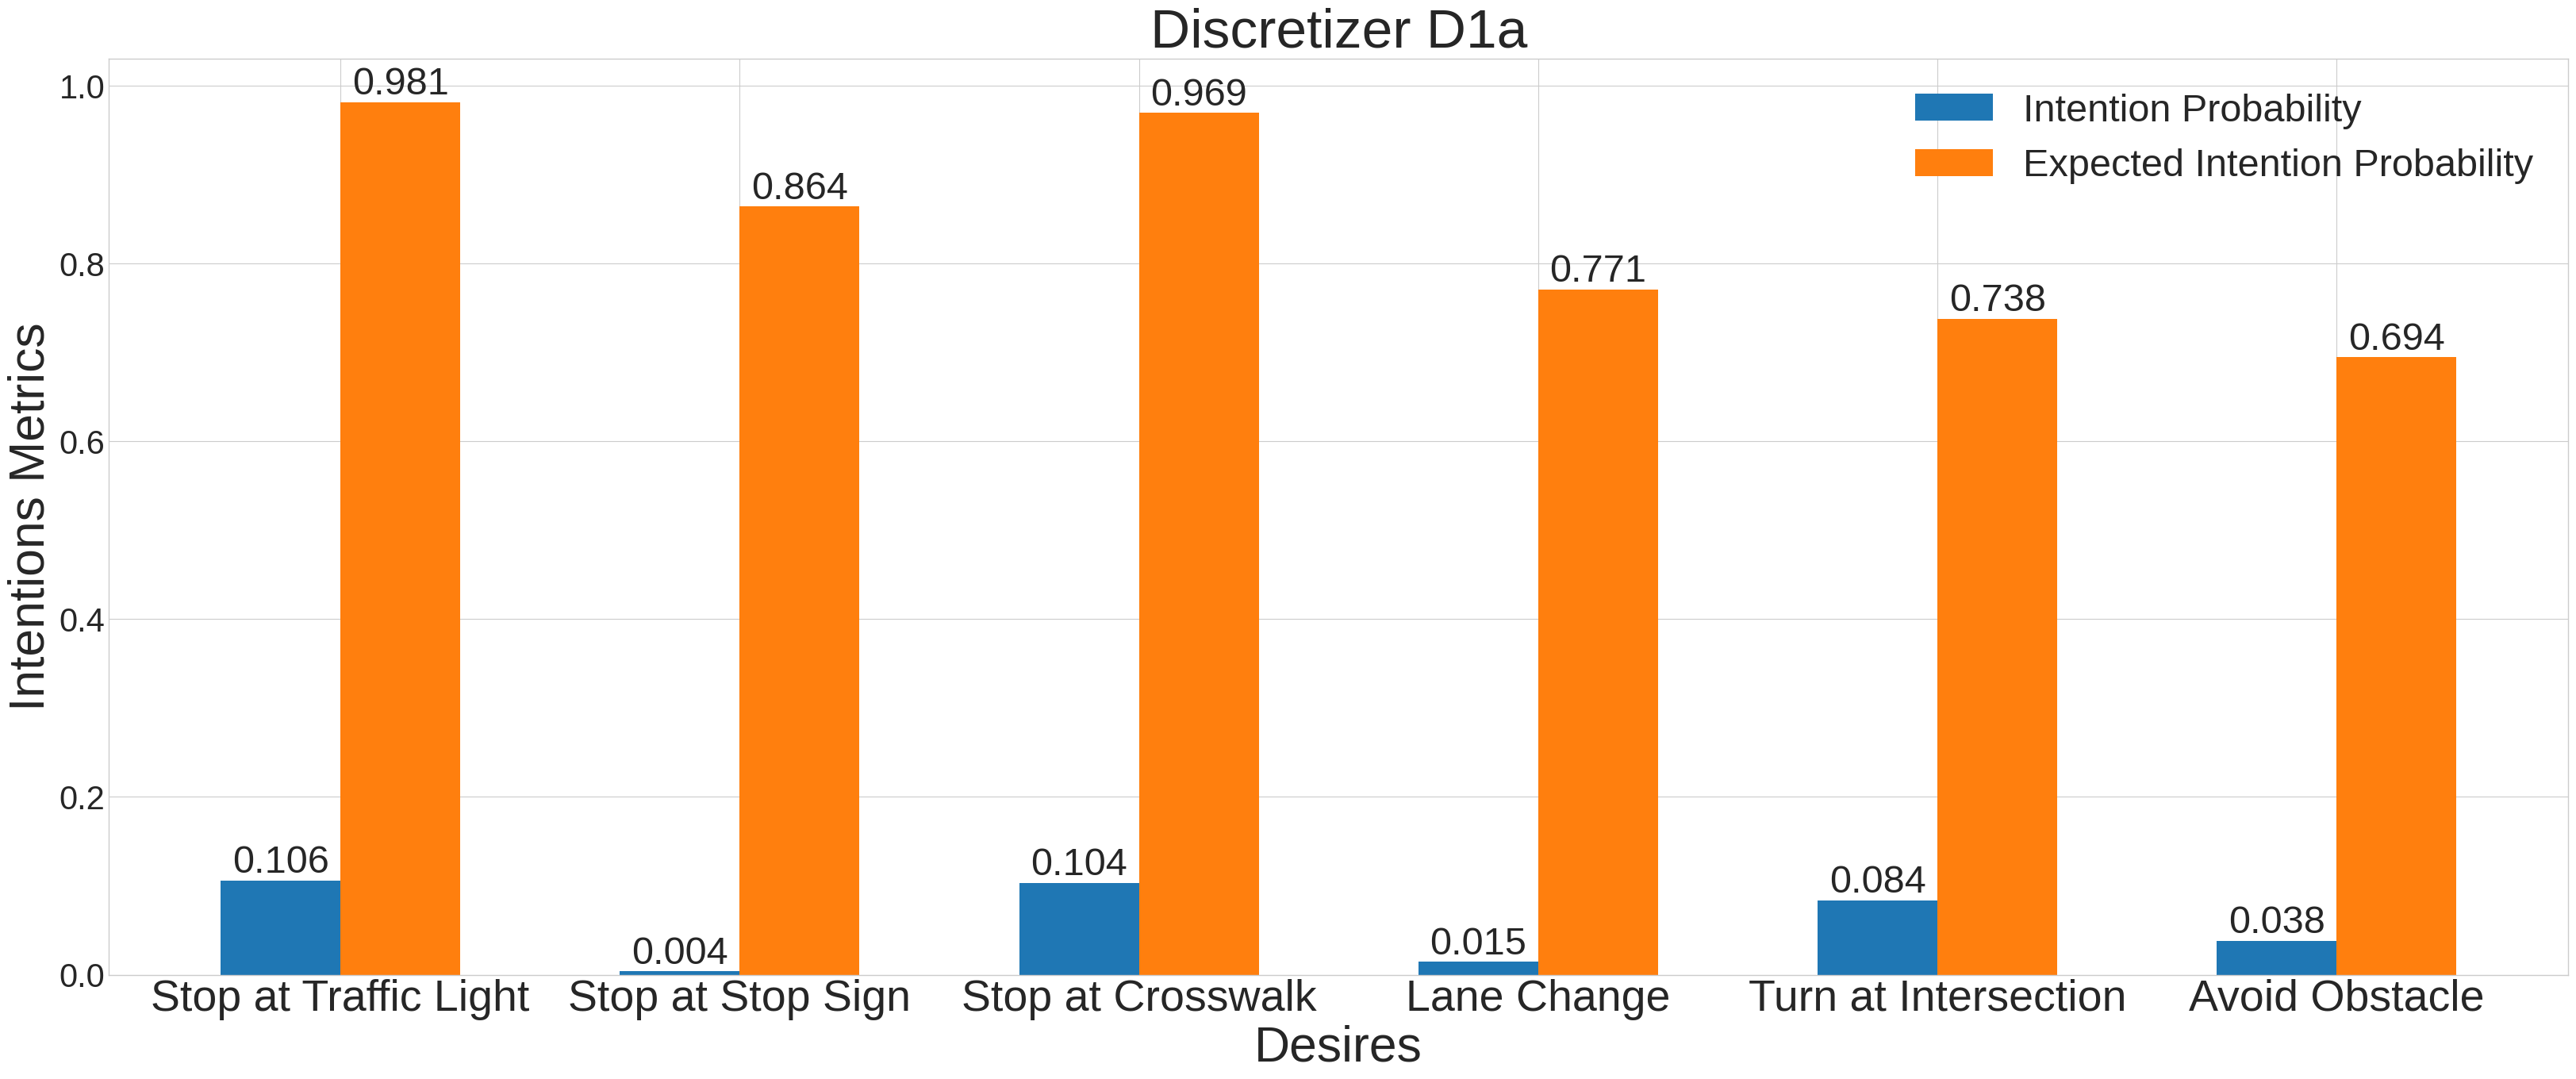 Discretizer D1a
Intention Probability
Expected Intention Probability
Intentions Metrics
1.0
0.8
0.6
0.4
0.2
0.0
0.106
0.981
0.004
0.864
0.104
0.969
0.015
0.771
0.084
0.738
0.038
0.694
Stop at Traffic Light
Stop at Stop Sign
Stop at Crosswalk
Lane Change
Turn at Intersection
Avoid Obstacle
Desires